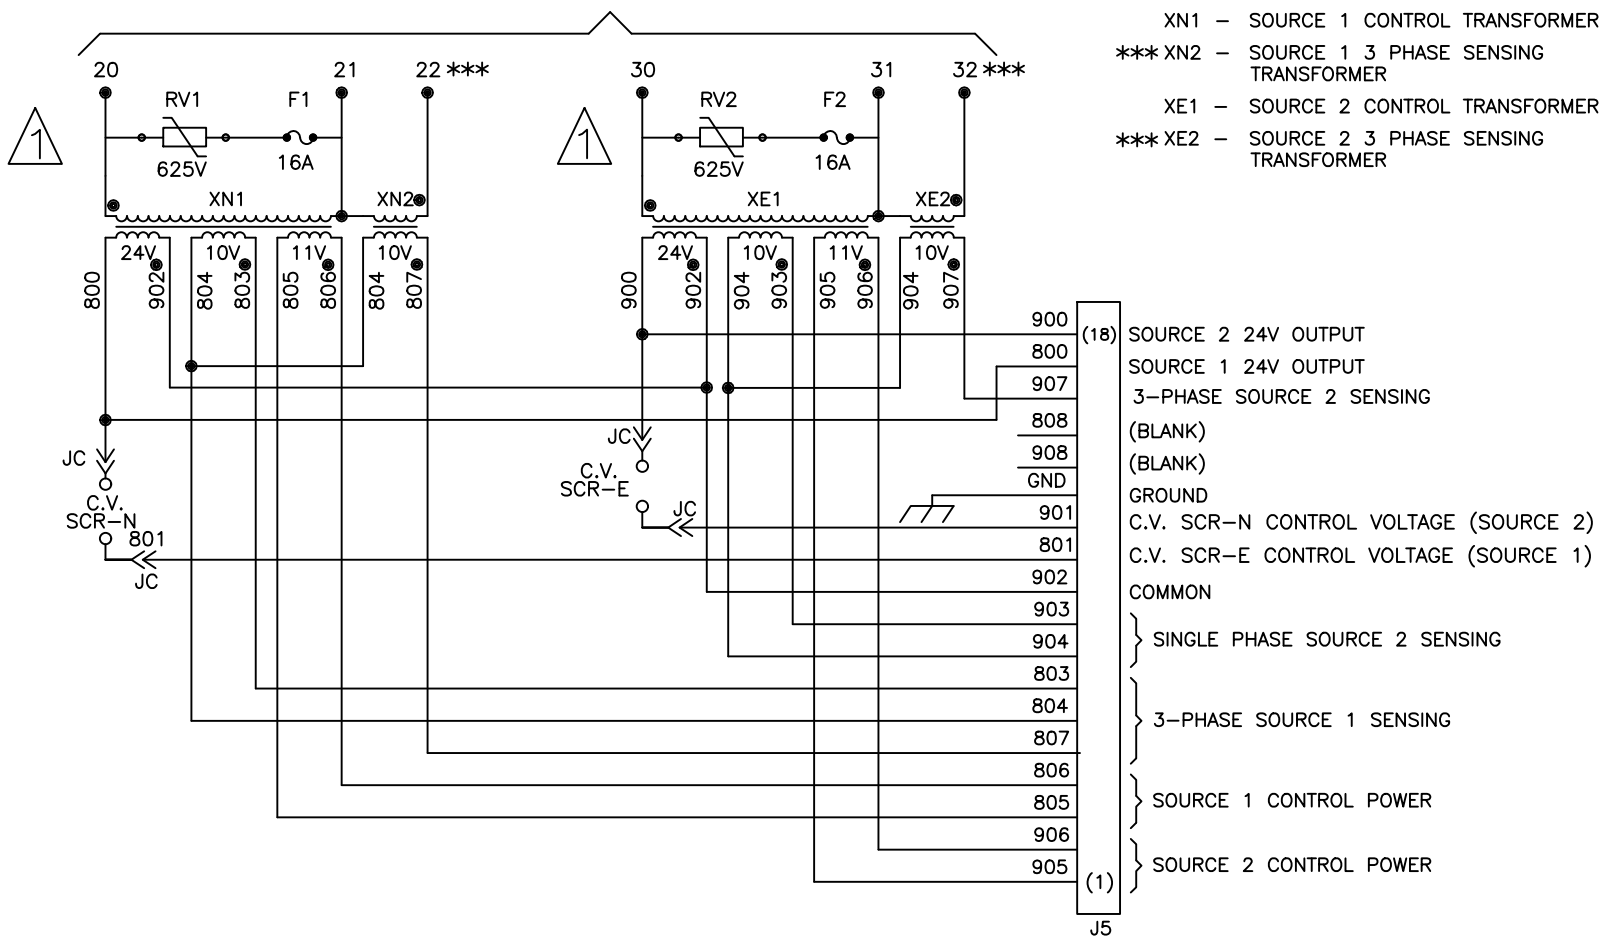 XN1 – SOURCE 1 CONTROL TRANSFORMER
*** XN2 – SOURCE 1 3 PHASE SENSING
TRANSFORMER
XE1 – SOURCE 2 CONTROL TRANSFORMER
*** XE2 – SOURCE 2 3 PHASE SENSING
TRANSFORMER
20 21 22 *** 30 31 32 ***
RV1 F1 RV2 F2
1 1
625V 16A 625V 16A
XN1 XN2 XE1 XE2
24V 10V 11V 10V 24V 10V 11V 10V
800 902 804 803 805 806 804 807 900 902 904 903 905 906 904 907
900 (18) SOURCE 2 24V OUTPUT
800 SOURCE 1 24V OUTPUT
907 3–PHASE SOURCE 2 SENSING
808 (BLANK)
908 (BLANK)
GND GROUND
901 C.V. SCR–N CONTROL VOLTAGE (SOURCE 2)
801 C.V. SCR–E CONTROL VOLTAGE (SOURCE 1)
902 COMMON
903
904 SINGLE PHASE SOURCE 2 SENSING
803
804 3–PHASE SOURCE 1 SENSING
807
806
805 SOURCE 1 CONTROL POWER
906
905 SOURCE 2 CONTROL POWER
(1)
J5
JC
C.V.
SCR–N
801
JC
JC
C.V.
SCR–E
JC